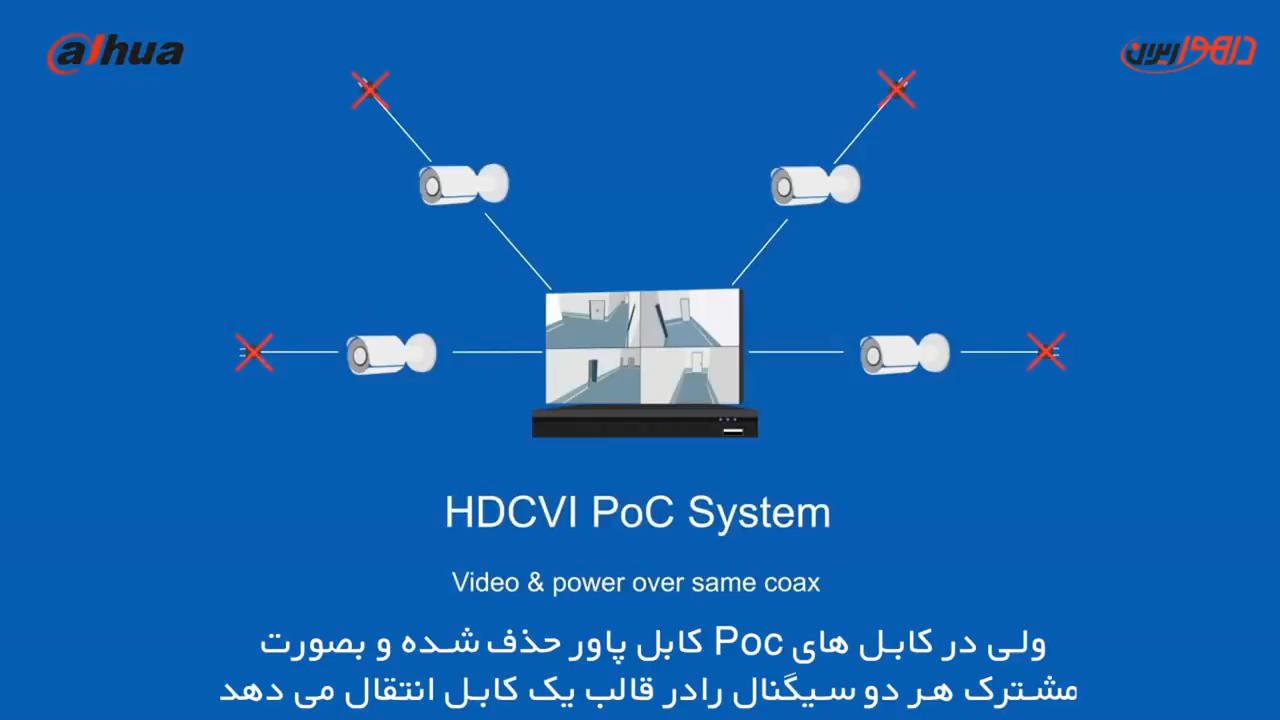 alhua
داهوا ایران
HDCVI PoC System
Video & power over same coax
ولی در کابل های Poc کابل پاور حذف شده و بصورت
مشترک هر دو سیگنال رادر قالب یک کابل انتقال می دهد